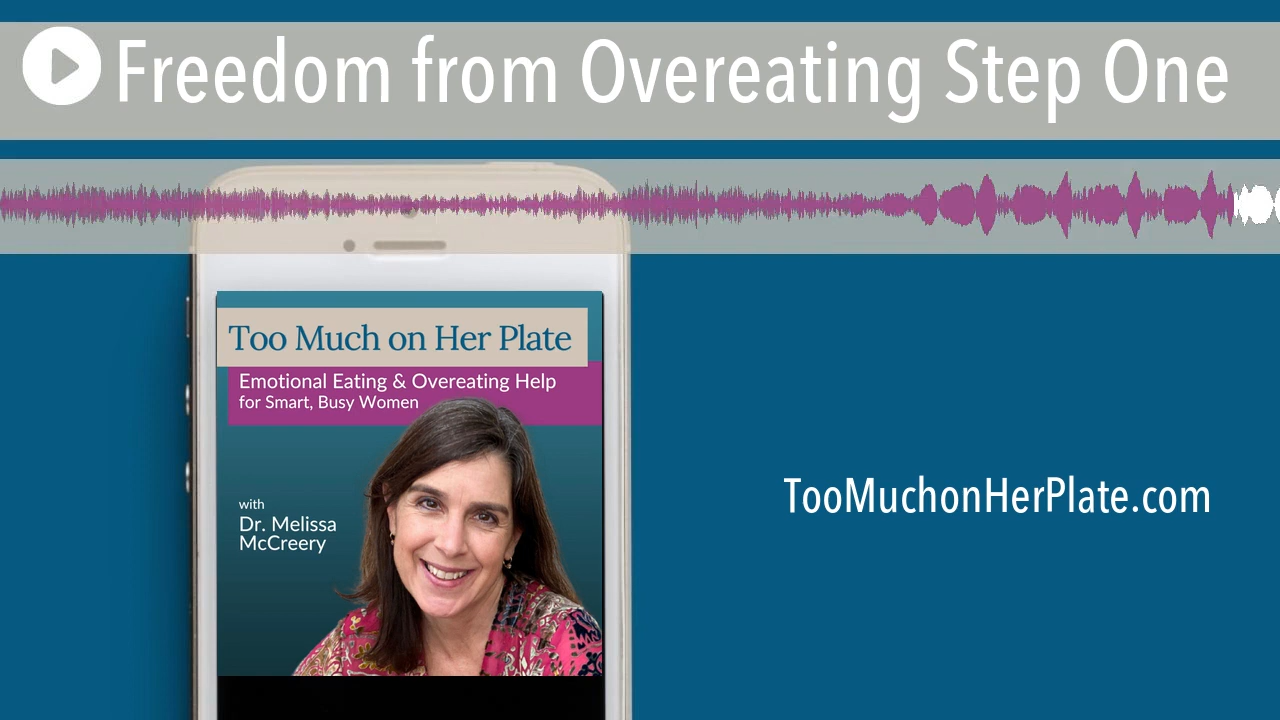 Freedom from Overeating Step One
Too Much on Her Plate
Emotional Eating & Overeating Help
for Smart, Busy Women
with
Dr. Melissa
McCreery
TooMuchonHerPlate.com